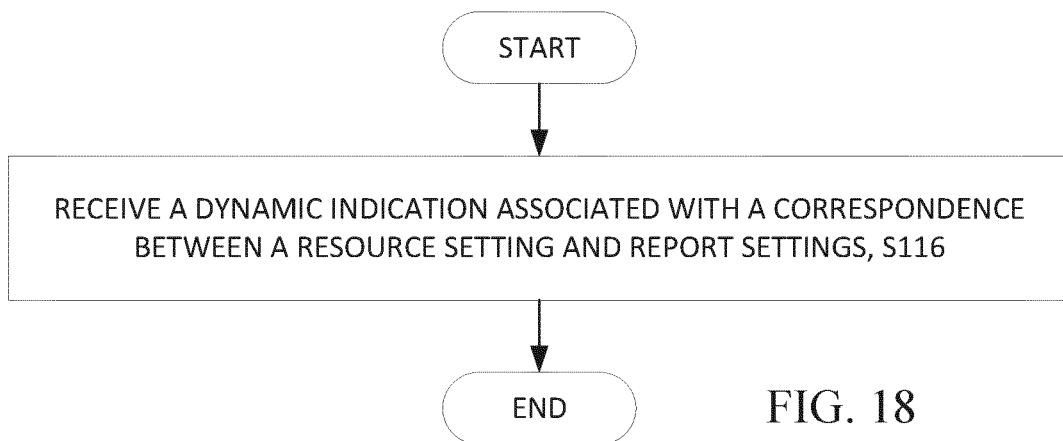 START
RECEIVE A DYNAMIC INDICATION ASSOCIATED WITH A CORRESPONDENCE
BETWEEN A RESOURCE SETTING AND REPORT SETTINGS, S116
END
FIG. 18